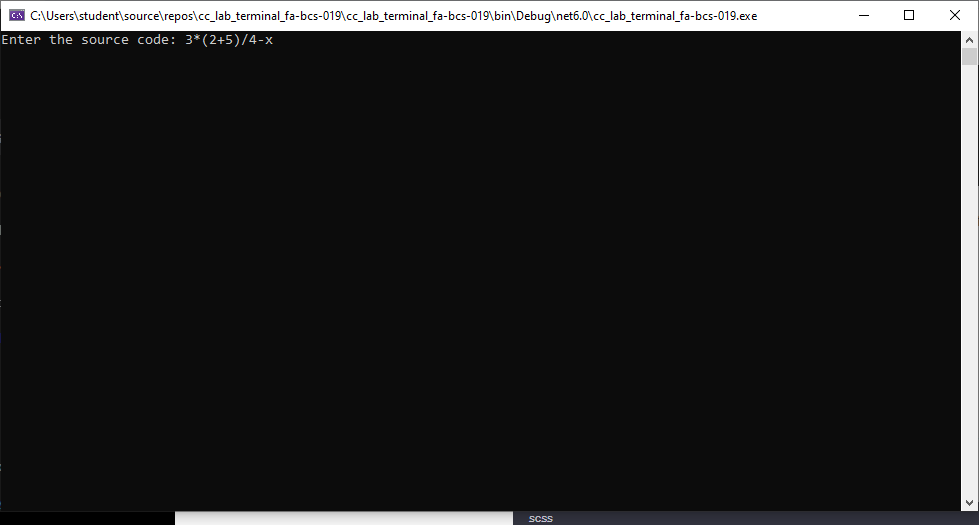 C:\Users\student\source\repos\cc_lab_terminal_fa-bcs-019\cc_lab_terminal_fa-bcs-019\bin\Debug\net6.0\cc_lab_terminal_fa-bcs-019.exe
Enter the source code: 3*(2+5)/4-x
scss